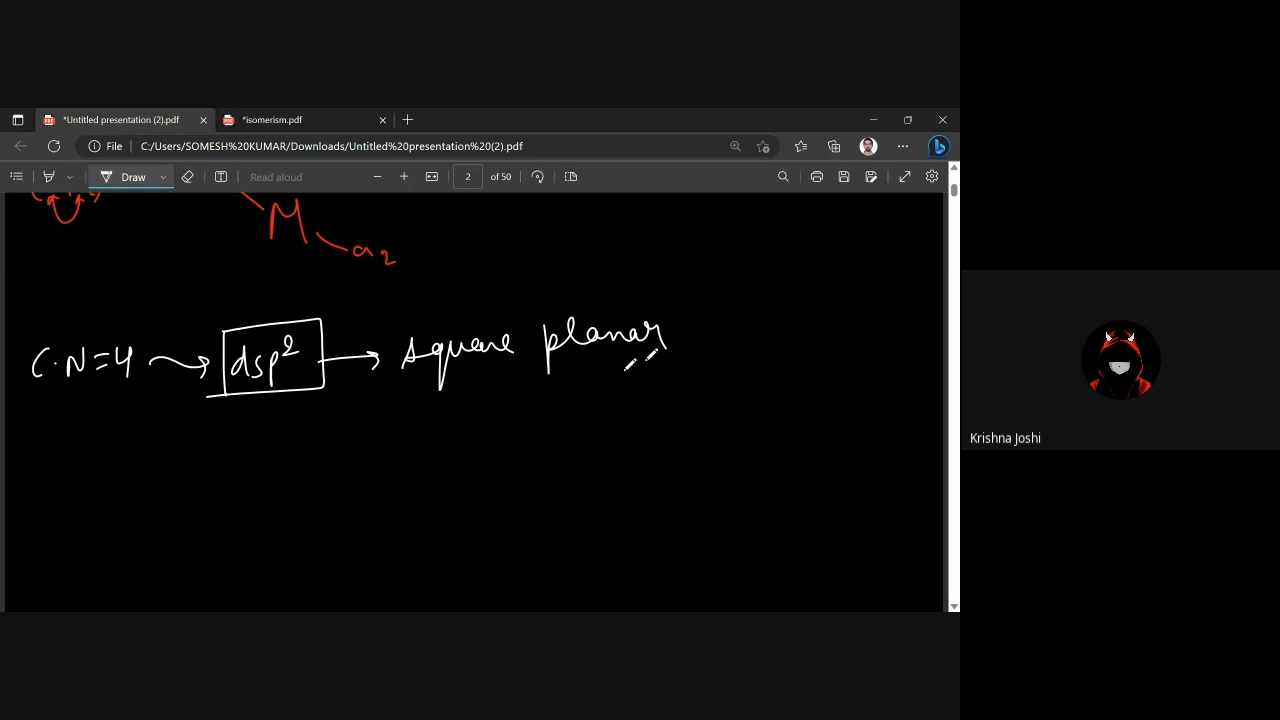 *Untitled presentation (2).pdf
*isomerism.pdf
File C:/Users/SOMESH%20KUMAR/Downloads/Untitled%20presentation%20(2).pdf
Draw
Read aloud
2 of 50
M
a2
C.N=4 → dsp² → square planar
Krishna Joshi